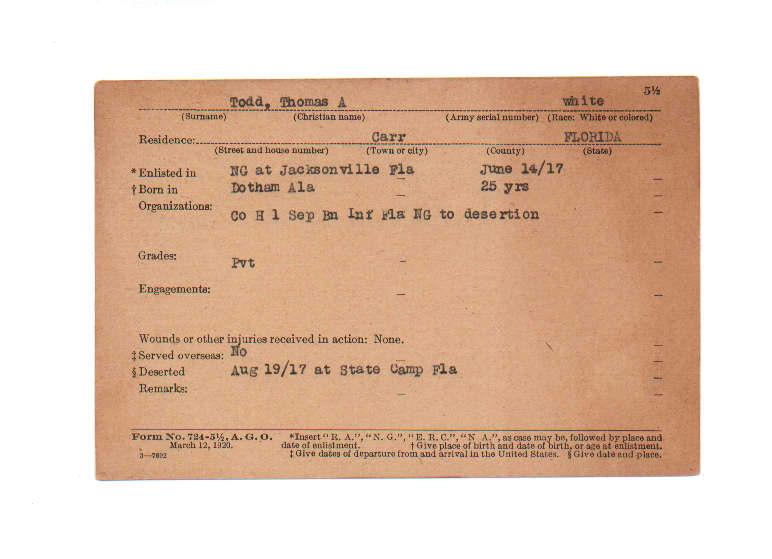 5½
Todd, Thomas A white
(Surname) (Christian name) (Army serial number) (Race: White or colored)
Residence: Carr FLORIDA
(Street and house number) (Town or city) (County) (State)
* Enlisted in NG at Jacksonville Fla June 14/17
† Born in Dotham Ala 25 yrs
Organizations: Co H 1 Sep Bn Inf Fla NG to desertion
Grades: Pvt
Engagements:
Wounds or other injuries received in action: None.
‡ Served overseas: No
§ Deserted Aug 19/17 at State Camp Fla
Remarks:
Form No. 724-5½, A. G. O. *Insert "R. A.", "N. G.", "E. R. C.", "N A.", as case may be, followed by place and
March 12, 1920. date of enlistment. † Give place of birth and date of birth, or age at enlistment.
3—7692 ‡ Give dates of departure from and arrival in the United States. § Give date and place.